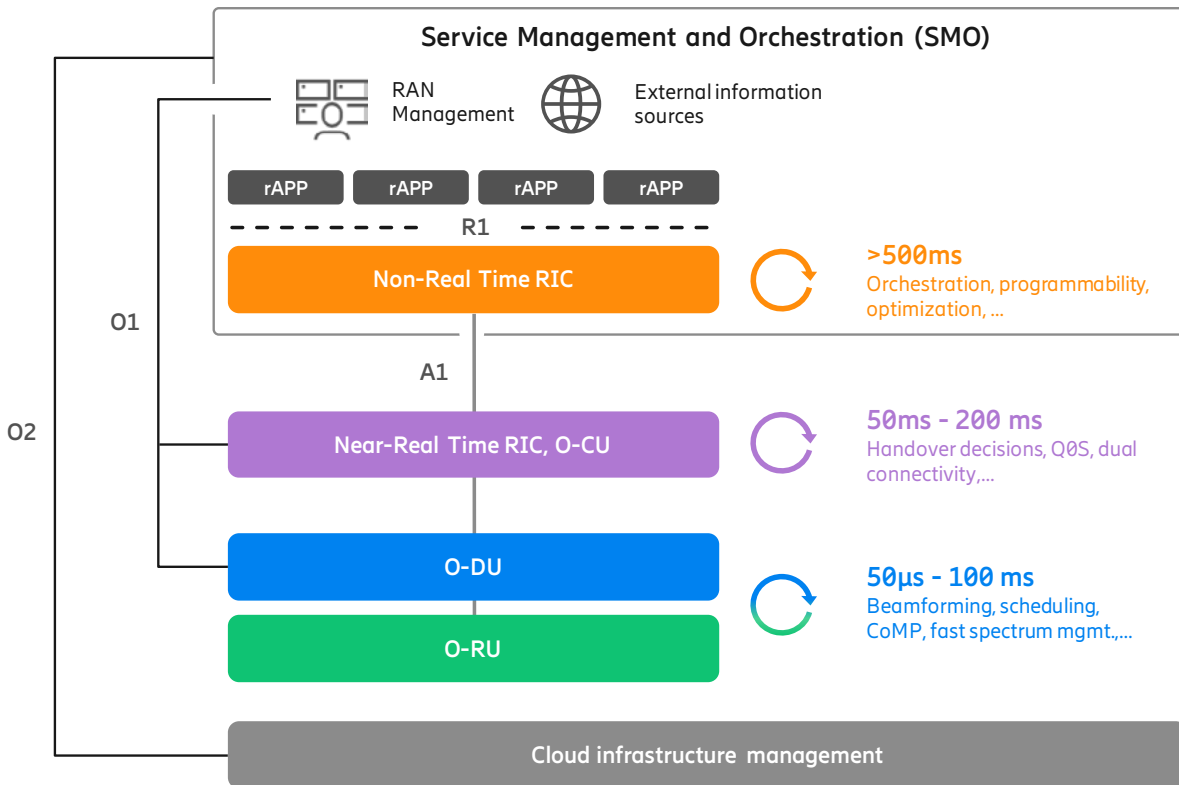 Service Management and Orchestration (SMO)
RAN
Management
External information
sources
rAPP
rAPP
rAPP
rAPP
R1
Non-Real Time RIC
>500ms
Orchestration, programmability,
optimization, ...
O1
A1
O2
Near-Real Time RIC, O-CU
50ms - 200 ms
Handover decisions, Q0S, dual
connectivity,...
O-DU
50µs - 100 ms
Beamforming, scheduling,
CoMP, fast spectrum mgmt.,...
O-RU
Cloud infrastructure management